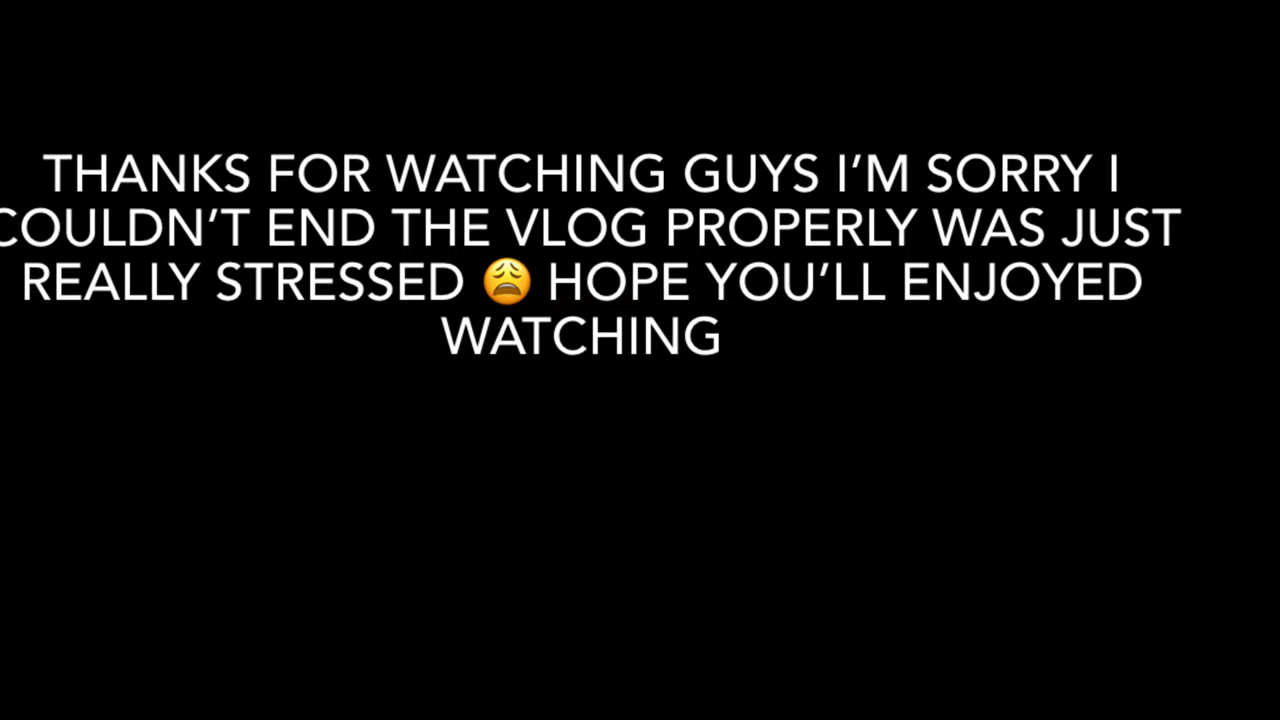 THANKS FOR WATCHING GUYS I’M SORRY I
COULDN’T END THE VLOG PROPERLY WAS JUST
REALLY STRESSED 😩 HOPE YOU’LL ENJOYED
WATCHING